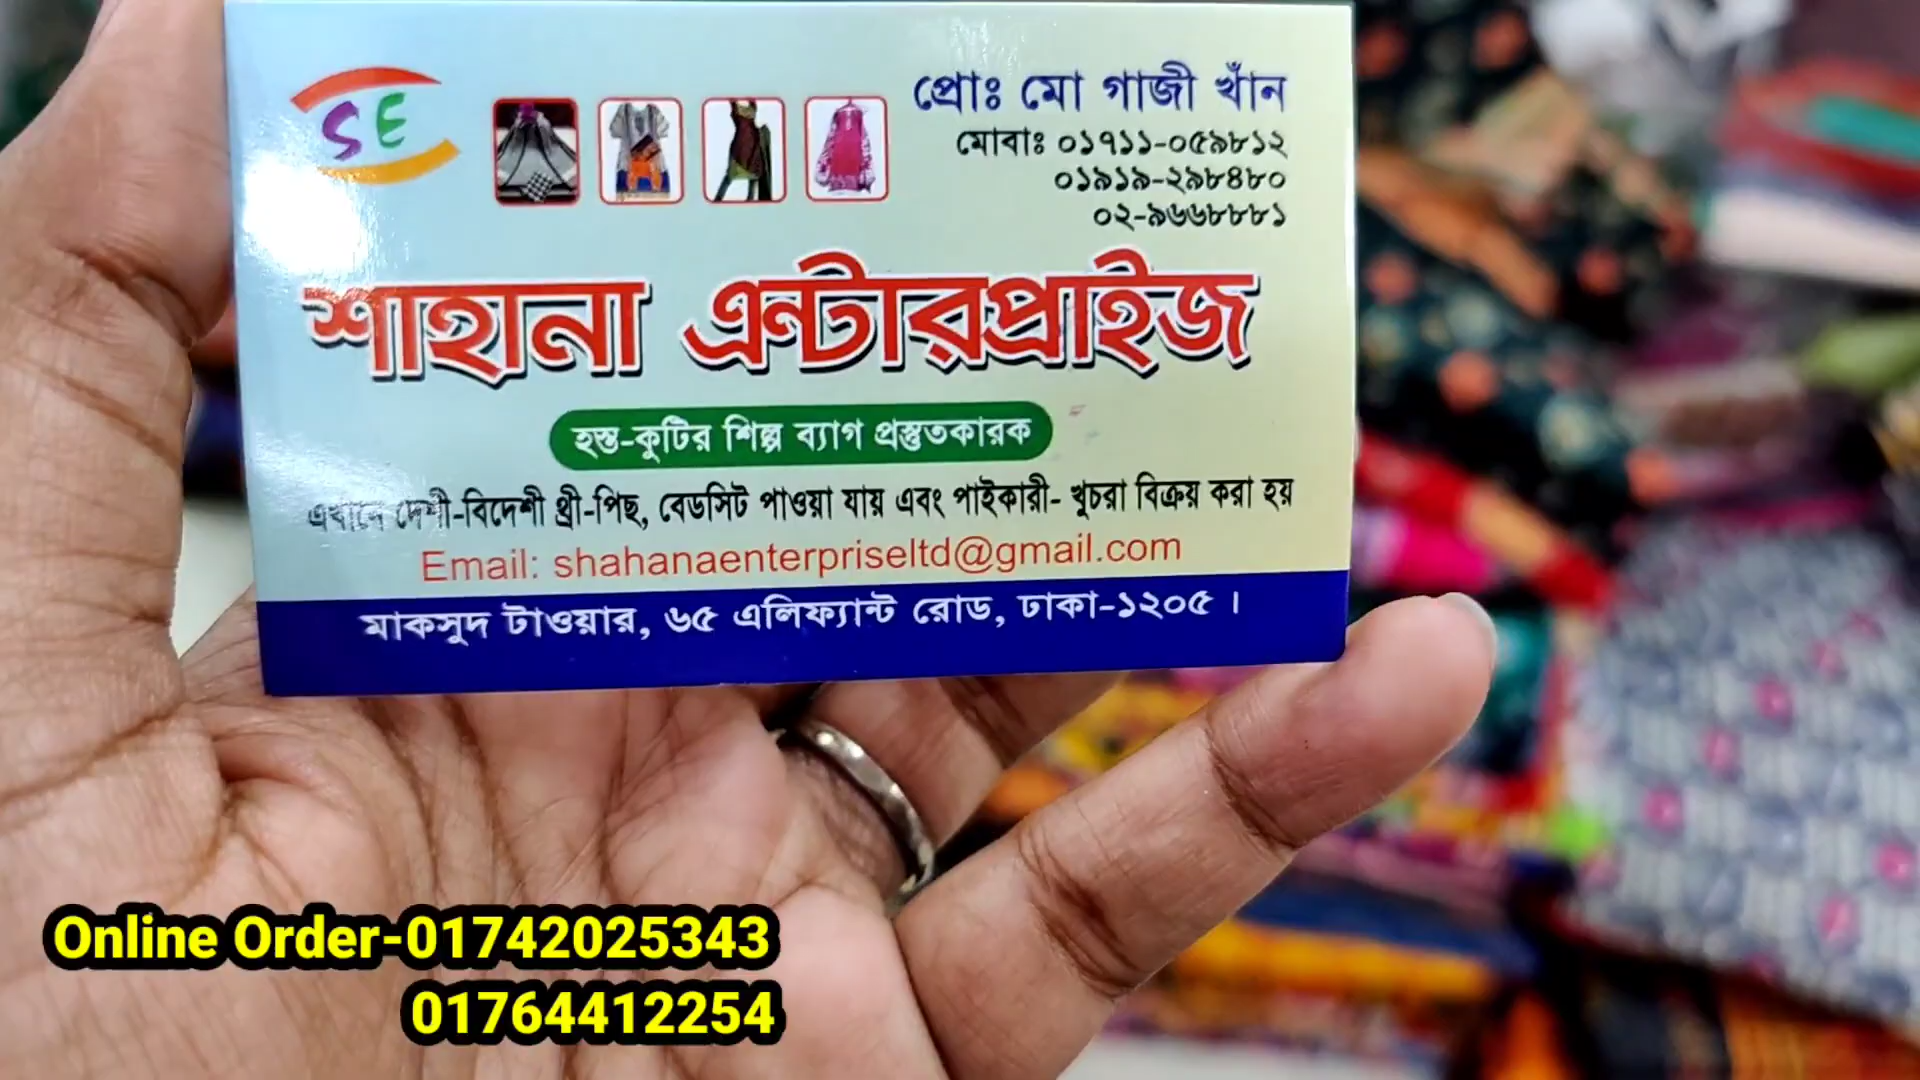 SE
প্রোঃ মো গাজী খাঁন
মোবাঃ ০১৭১১-০৫৯৮১২
০১৯১৯-২৯৮৪৮০
০২-৯৬৬৮৮৮১
শাহানা এন্টারপ্রাইজ
হস্ত-কুটির শিল্প ব্যাগ প্রস্তুতকারক
এখানে দেশী-বিদেশী থ্রী-পিছ, বেডসিট পাওয়া যায় এবং পাইকারী- খুচরা বিক্রয় করা হয়
Email: shahanaenterpriseltd@gmail.com
মাকসুদ টাওয়ার, ৬৫ এলিফ্যান্ট রোড, ঢাকা-১২০৫ ।
Online Order-01742025343
01764412254